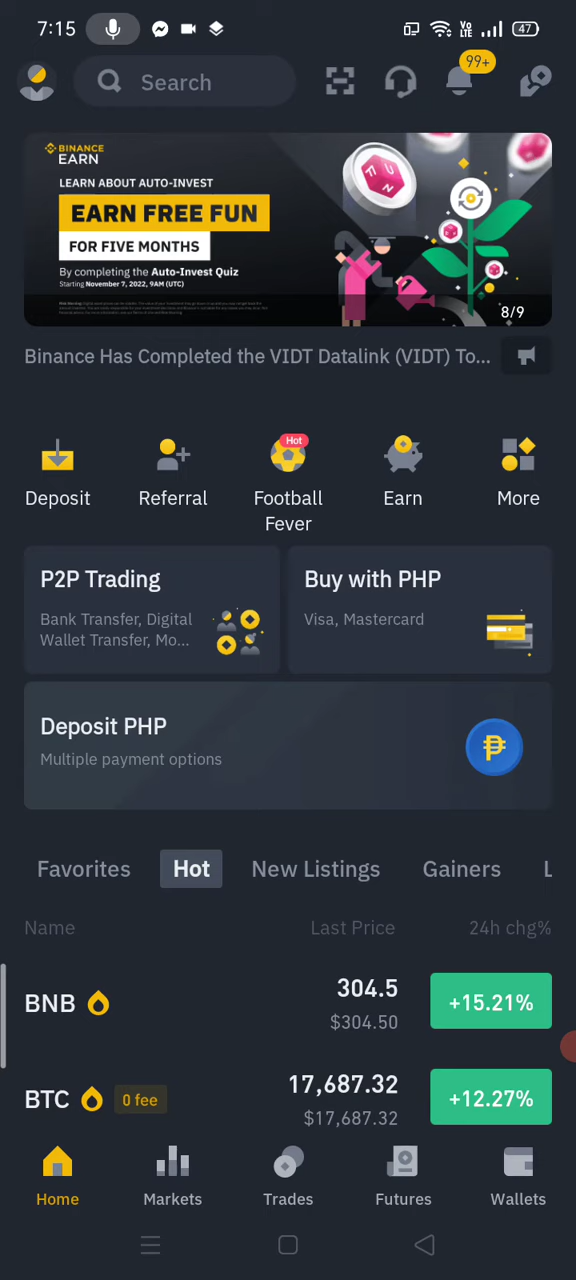 7:15
VO
LTE
47
Search
99+
BINANCE
EARN
LEARN ABOUT AUTO-INVEST
EARN FREE FUN
FOR FIVE MONTHS
By completing the Auto-Invest Quiz
Starting November 7, 2022, 9AM (UTC)
8/9
Binance Has Completed the VIDT Datalink (VIDT) To...
Hot
Deposit
Referral
Football
Fever
Earn
More
P2P Trading
Bank Transfer, Digital
Wallet Transfer, Mo...
Buy with PHP
Visa, Mastercard
Deposit PHP
Multiple payment options
Favorites Hot New Listings Gainers L
Name Last Price 24h chg%
BNB 304.5 +15.21%
$304.50
BTC 0 fee 17,687.32 +12.27%
$17,687.32
Home Markets Trades Futures Wallets